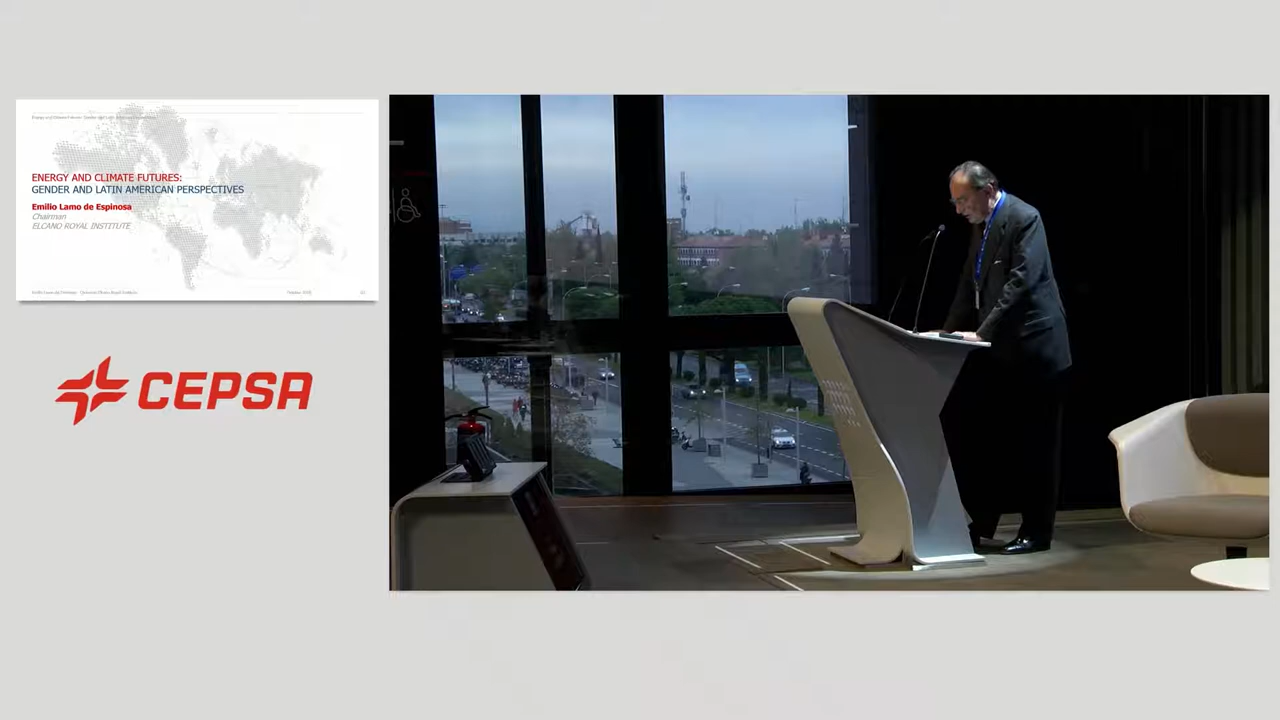 ENERGY AND CLIMATE FUTURES:
GENDER AND LATIN AMERICAN PERSPECTIVES
Emilio Lamo de Espinosa
Chairman
ELCANO ROYAL INSTITUTE
CEPSA